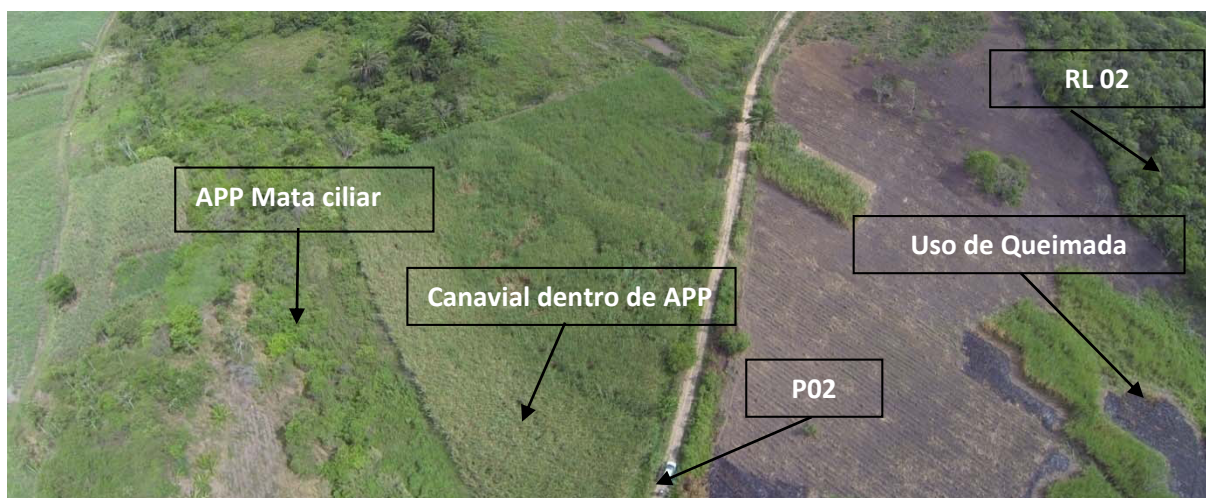 RL 02
APP Mata ciliar
Uso de Queimada
Canavial dentro de APP
P02